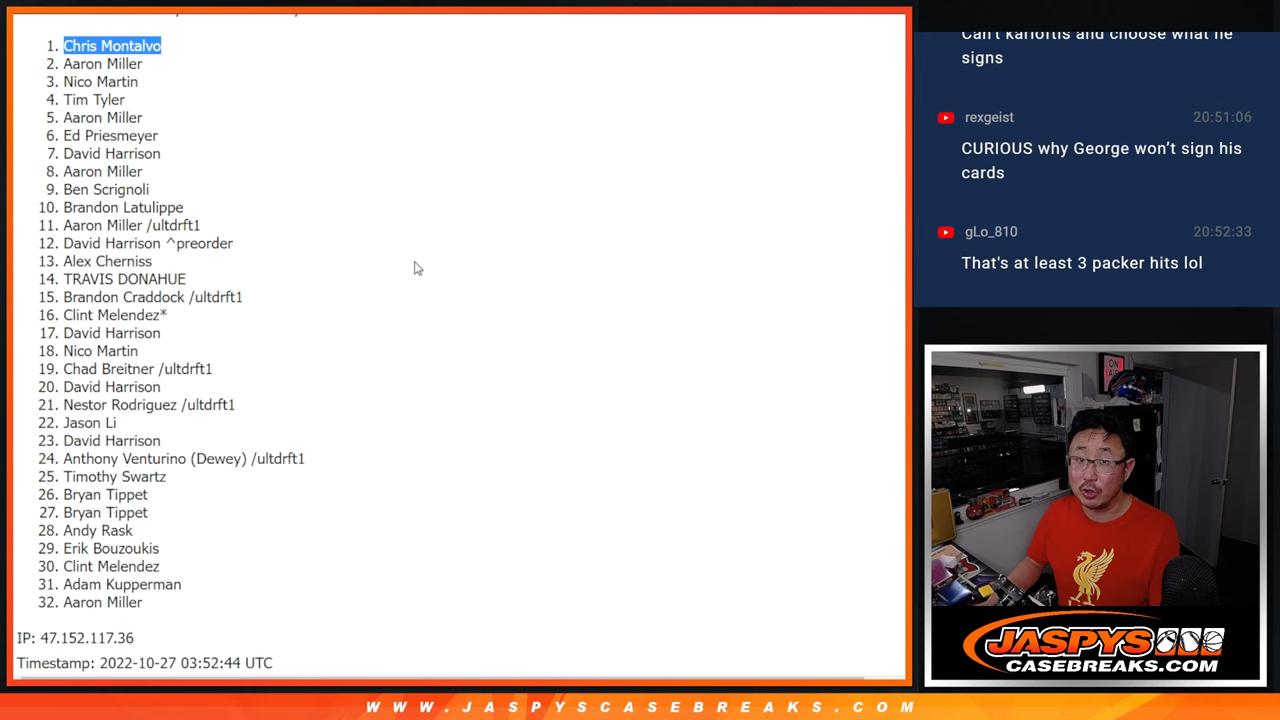 1. Chris Montalvo
2. Aaron Miller
3. Nico Martin
4. Tim Tyler
5. Aaron Miller
6. Ed Priesmeyer
7. David Harrison
8. Aaron Miller
9. Ben Scrignoli
10. Brandon Latulippe
11. Aaron Miller /ultdrft1
12. David Harrison ^preorder
13. Alex Cherniss
14. TRAVIS DONAHUE
15. Brandon Craddock /ultdrft1
16. Clint Melendez*
17. David Harrison
18. Nico Martin
19. Chad Breitner /ultdrft1
20. David Harrison
21. Nestor Rodriguez /ultdrft1
22. Jason Li
23. David Harrison
24. Anthony Venturino (Dewey) /ultdrft1
25. Timothy Swartz
26. Bryan Tippet
27. Bryan Tippet
28. Andy Rask
29. Erik Bouzoukis
30. Clint Melendez
31. Adam Kupperman
32. Aaron Miller
IP: 47.152.117.36
Timestamp: 2022-10-27 03:52:44 UTC
Can't karloftis and choose what he
signs
rexgeist 20:51:06
CURIOUS why George won't sign his
cards
gLo_810 20:52:33
That's at least 3 packer hits lol
ON
JASPYS
CASEBREAKS.COM
WWW.JASPYSCASEBREAKS.COM